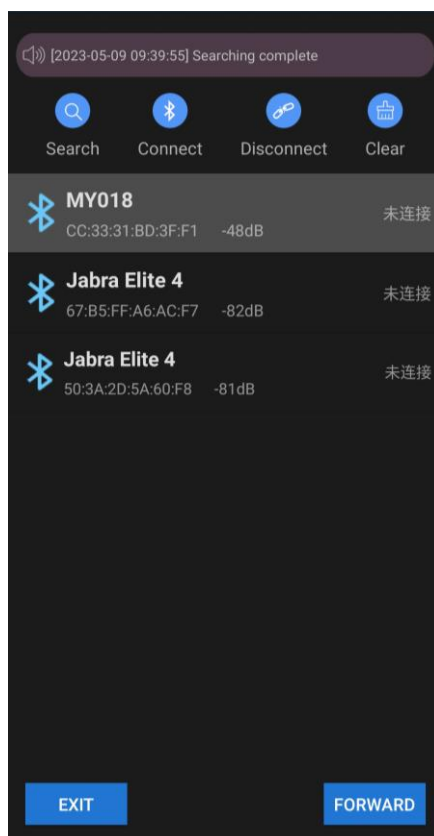 [2023-05-09 09:39:55] Searching complete
Search Connect Disconnect Clear
MY018
CC:33:31:BD:3F:F1 -48dB 未连接
Jabra Elite 4
67:B5:FF:A6:AC:F7 -82dB 未连接
Jabra Elite 4
50:3A:2D:5A:60:F8 -81dB 未连接
EXIT FORWARD